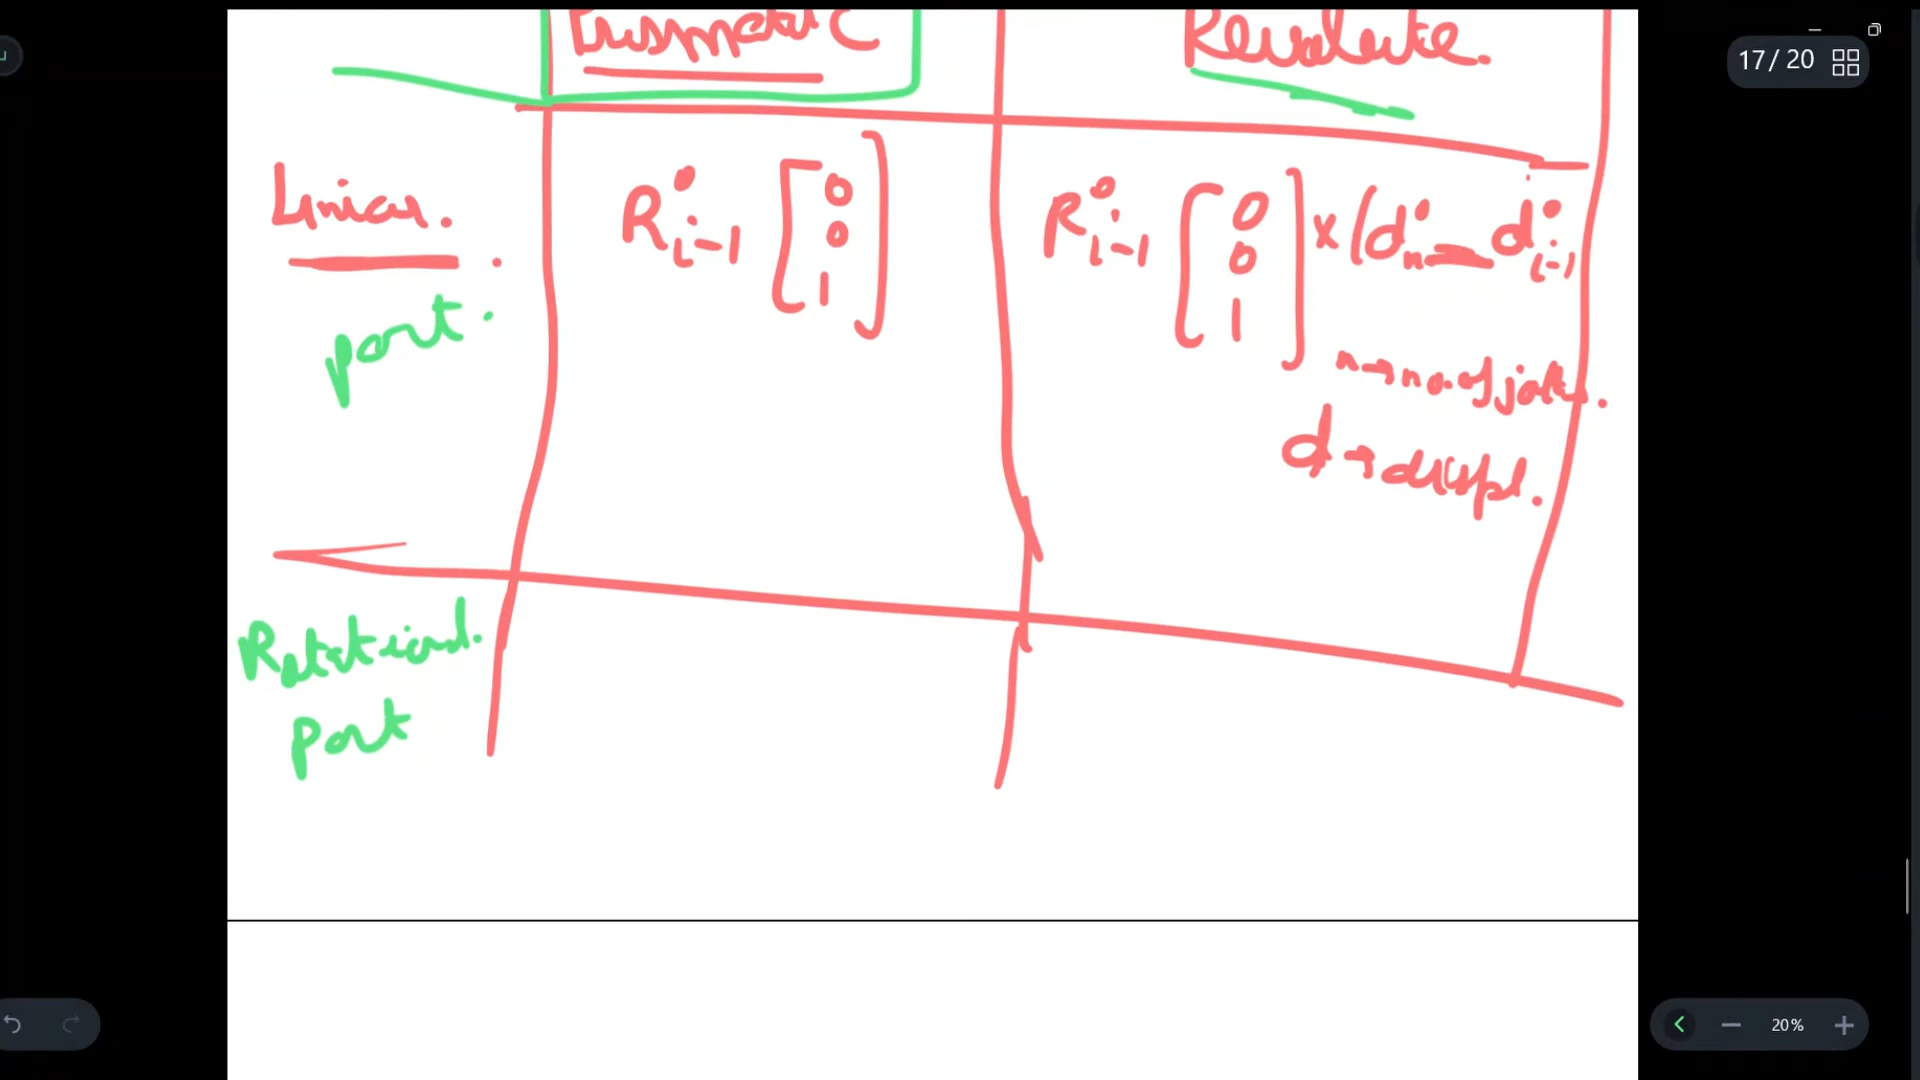 Prismatic Revolute.
17 / 20
Linear. R⁰ᵢ₋₁ [0 0 1] R⁰ᵢ₋₁ [0 0 1] × (d⁰ₙ – d⁰ᵢ₋₁
part.
n→no. of joints.
d→displ.
Rotational.
part
20%